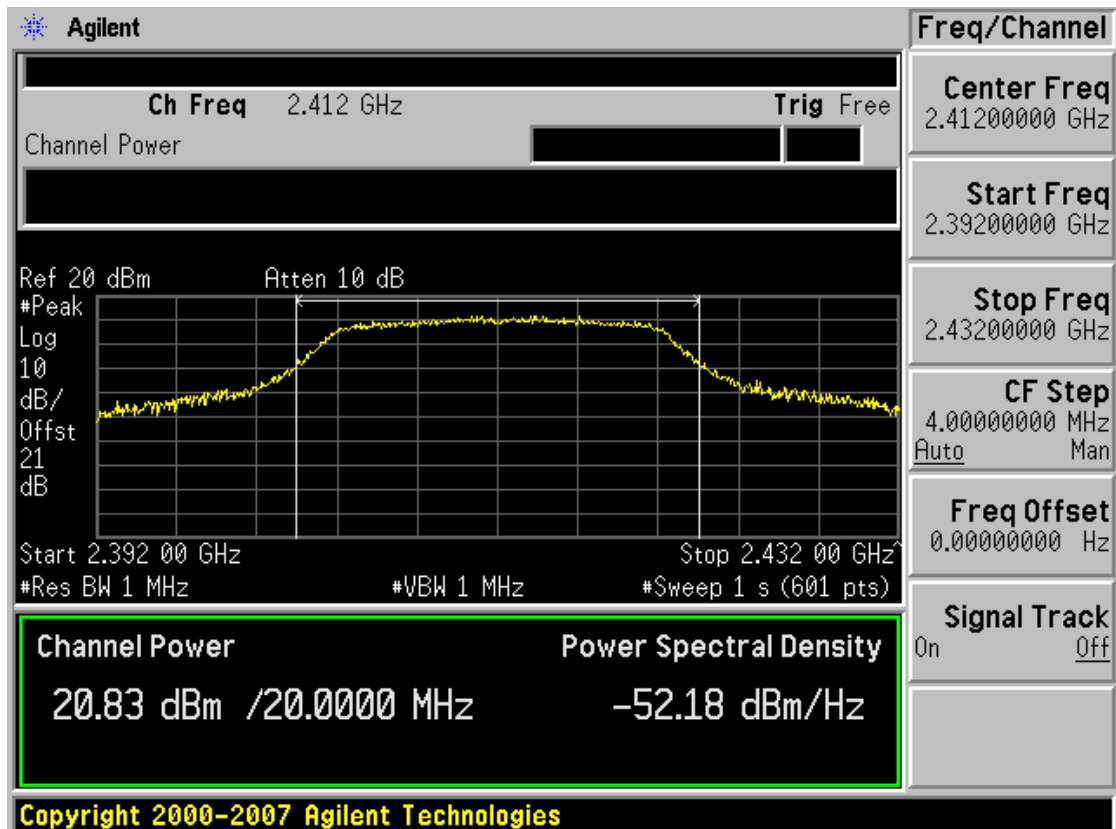 Agilent
Ch Freq 2.412 GHz Trig Free
Channel Power
Ref 20 dBm Atten 10 dB
#Peak
Log
10
dB/
Offst
21
dB
Start 2.392 00 GHz Stop 2.432 00 GHz^
#Res BW 1 MHz #VBW 1 MHz #Sweep 1 s (601 pts)
Channel Power Power Spectral Density
20.83 dBm /20.0000 MHz -52.18 dBm/Hz
Copyright 2000-2007 Agilent Technologies
Freq/Channel
Center Freq
2.41200000 GHz
Start Freq
2.39200000 GHz
Stop Freq
2.43200000 GHz
CF Step
4.00000000 MHz
Auto Man
Freq Offset
0.00000000 Hz
Signal Track
On Off